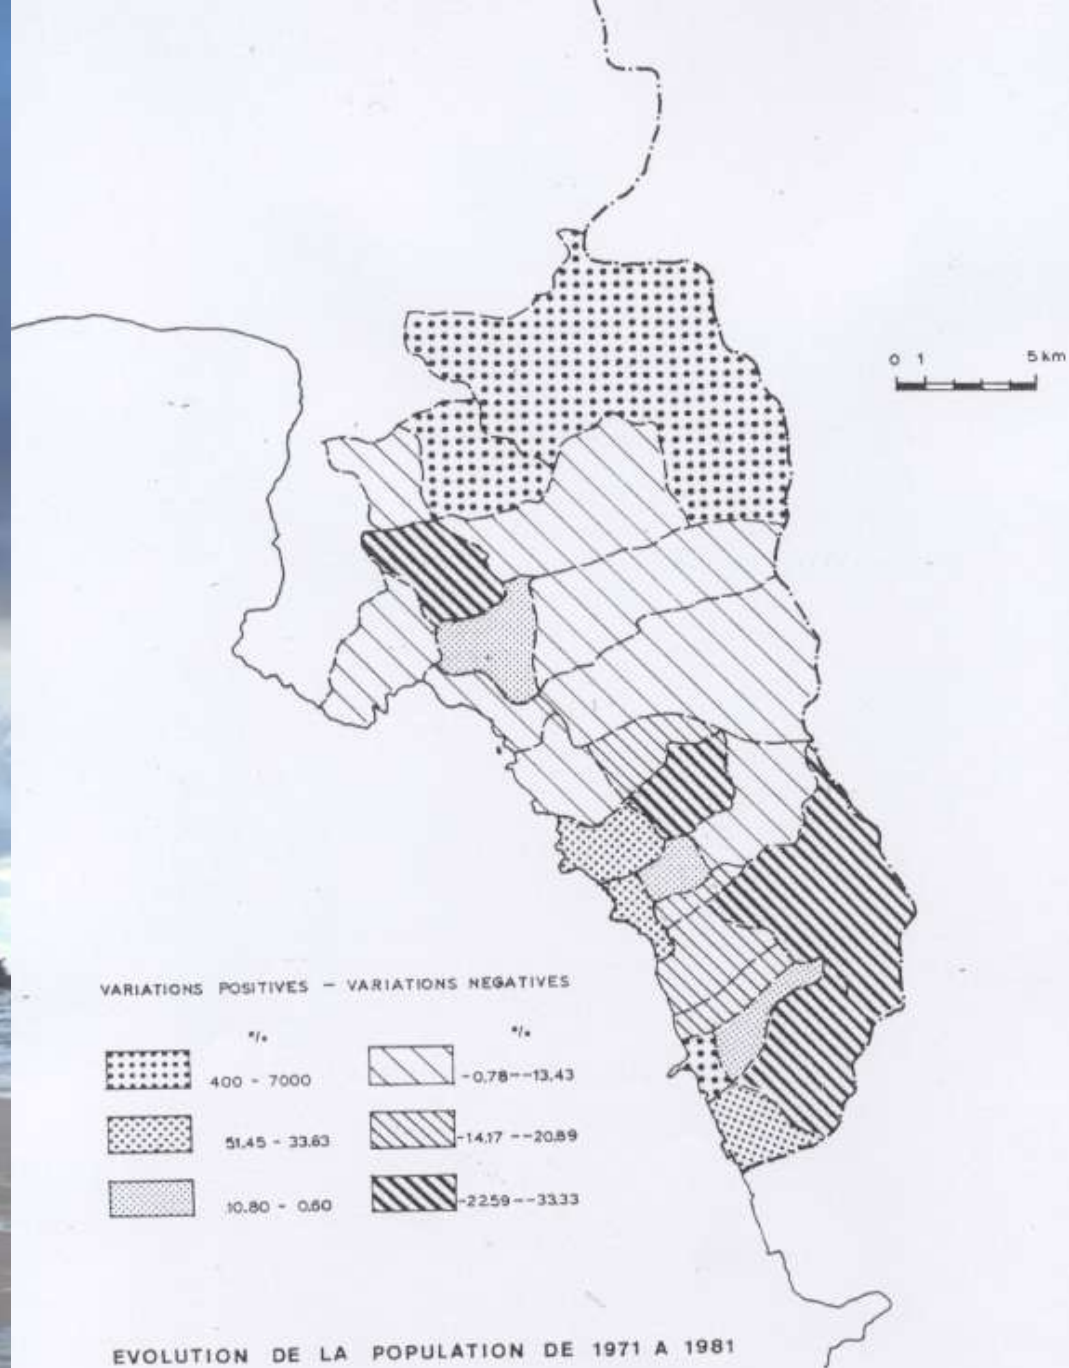 0 1 5 km
VARIATIONS POSITIVES — VARIATIONS NEGATIVES
°/. °/.
400 - 7000 -0.78--13.43
51.45 - 33.63 -14.17 --20.89
10.80 - 0.60 -22.59--33.33
EVOLUTION DE LA POPULATION DE 1971 A 1981